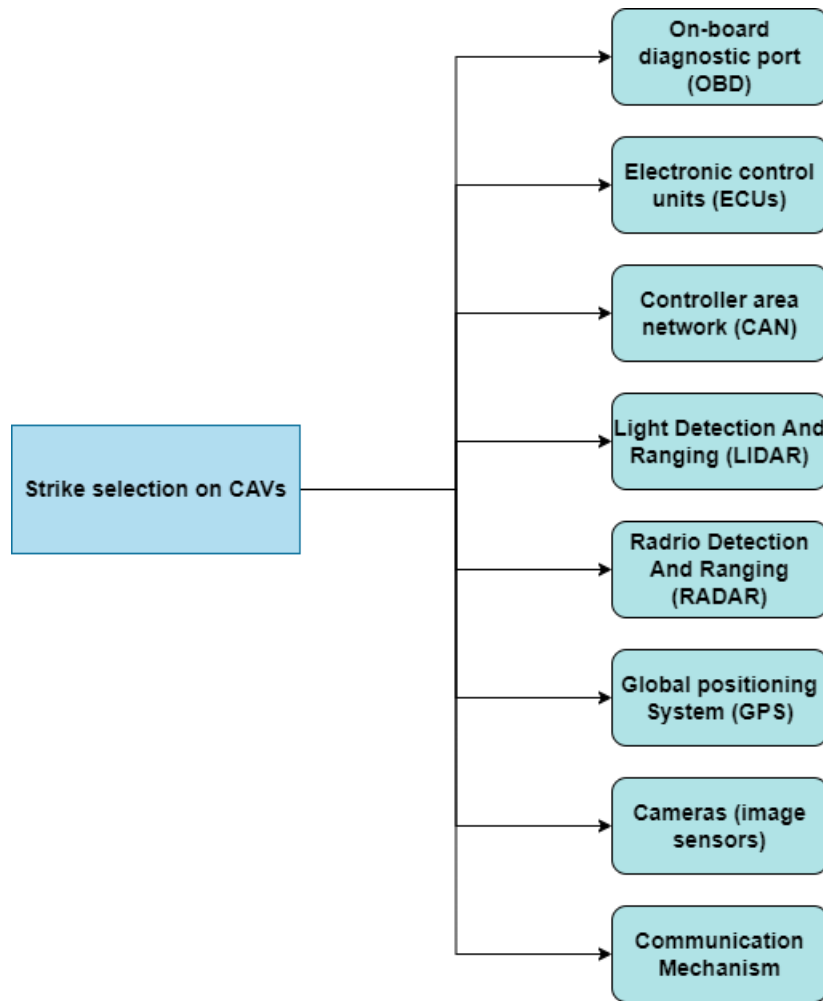 On-board
diagnostic port
(OBD)
Electronic control
units (ECUs)
Controller area
network (CAN)
Light Detection And
Ranging (LIDAR)
Strike selection on CAVs
Radrio Detection
And Ranging
(RADAR)
Global positioning
System (GPS)
Cameras (image
sensors)
Communication
Mechanism